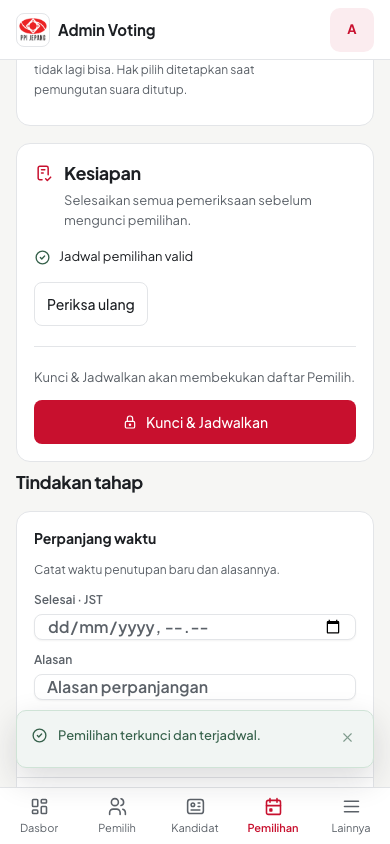 PPI JEPANG
Admin Voting
A
tidak lagi bisa. Hak pilih ditetapkan saat
pemungutan suara ditutup.
Kesiapan
Selesaikan semua pemeriksaan sebelum
mengunci pemilihan.
Jadwal pemilihan valid
Periksa ulang
Kunci & Jadwalkan akan membekukan daftar Pemilih.
Kunci & Jadwalkan
Tindakan tahap
Perpanjang waktu
Catat waktu penutupan baru dan alasannya.
Selesai · JST
dd/mm/yyyy, --.--
Alasan
Alasan perpanjangan
Pemilihan terkunci dan terjadwal.
Dasbor
Pemilih
Kandidat
Pemilihan
Lainnya